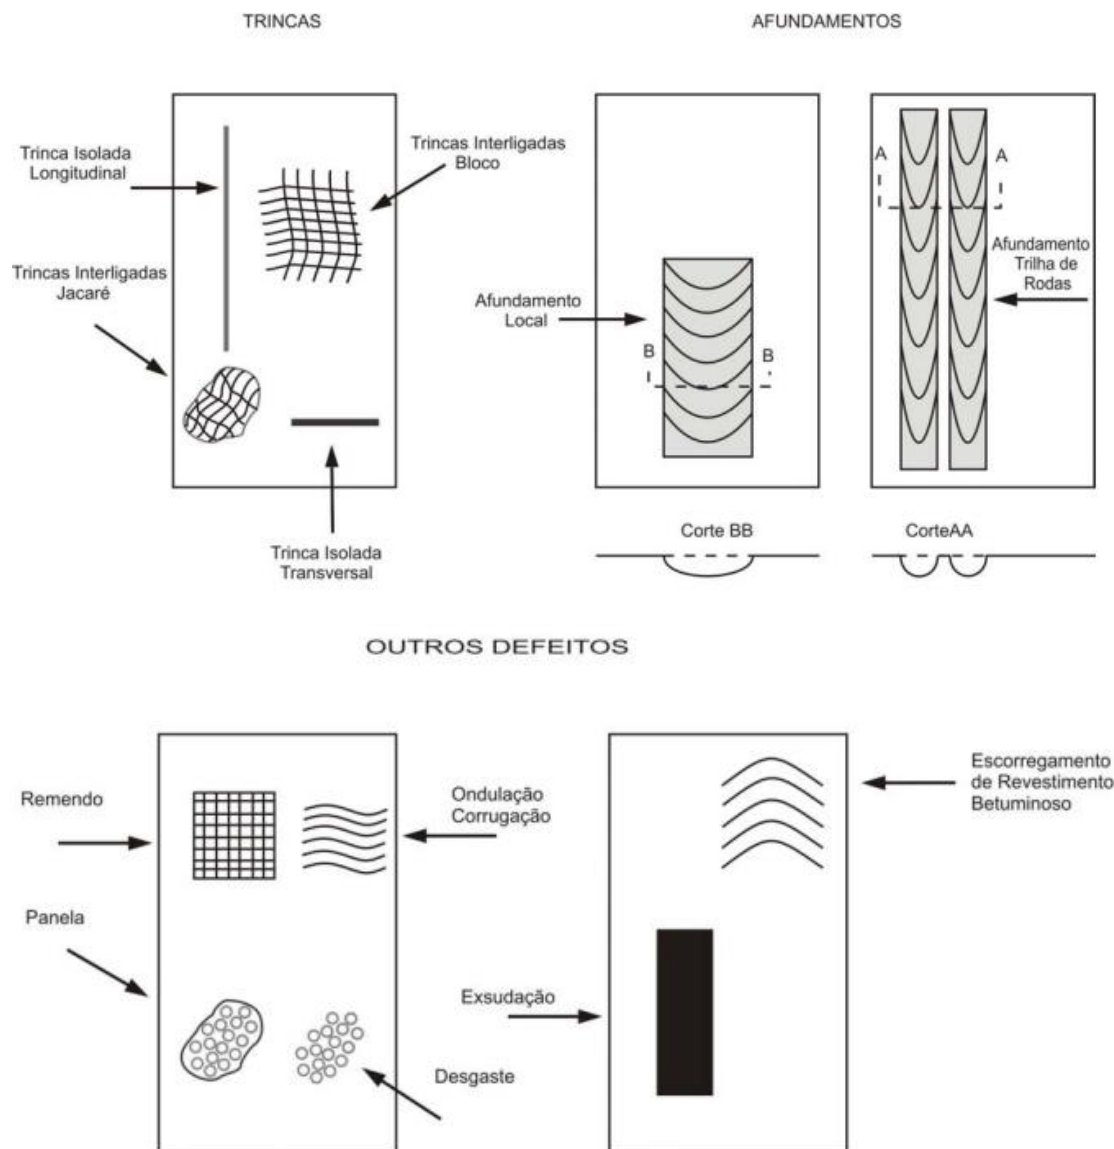 TRINCAS
AFUNDAMENTOS
Trinca Isolada
Longitudinal
Trincas Interligadas
Bloco
Trincas Interligadas
Jacaré
Trinca Isolada
Transversal
Afundamento
Local
B
B
Corte BB
A
A
Afundamento
Trilha de
Rodas
CorteAA
OUTROS DEFEITOS
Remendo
Ondulação
Corrugação
Panela
Desgaste
Escorregamento
de Revestimento
Betuminoso
Exsudação